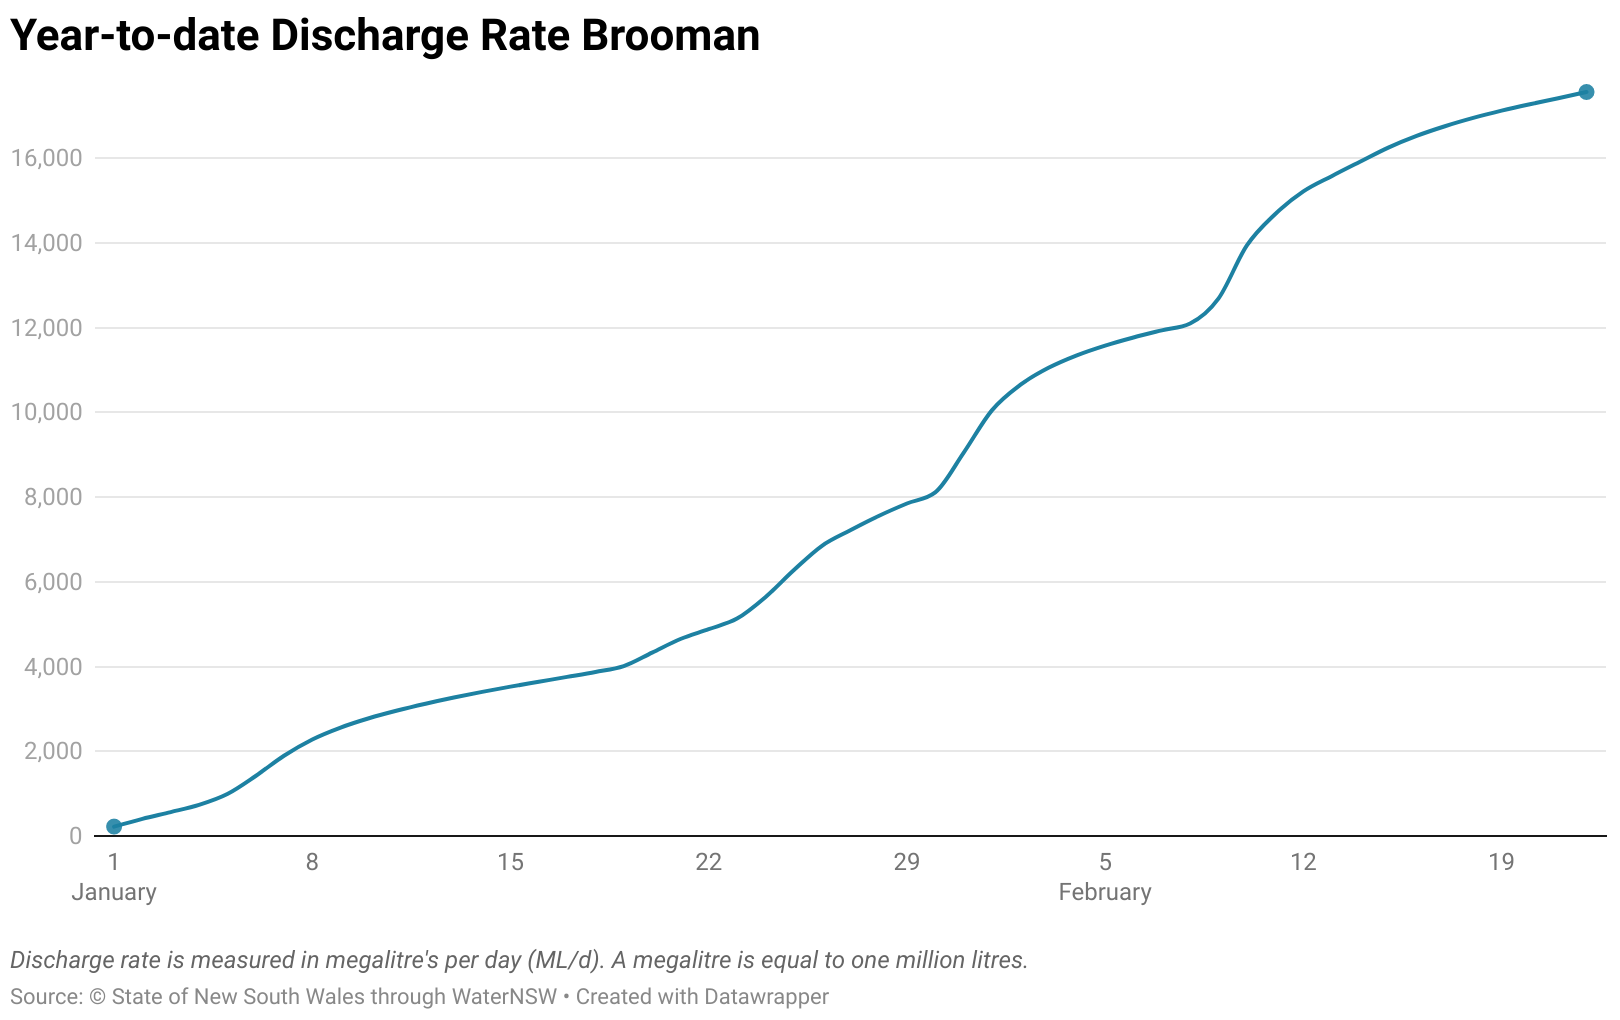 Year-to-date Discharge Rate Brooman
16,000
14,000
12,000
10,000
8,000
6,000
4,000
2,000
0
1 8 15 22 29 5 12 19
January February
Discharge rate is measured in megalitre's per day (ML/d). A megalitre is equal to one million litres.
Source: © State of New South Wales through WaterNSW • Created with Datawrapper